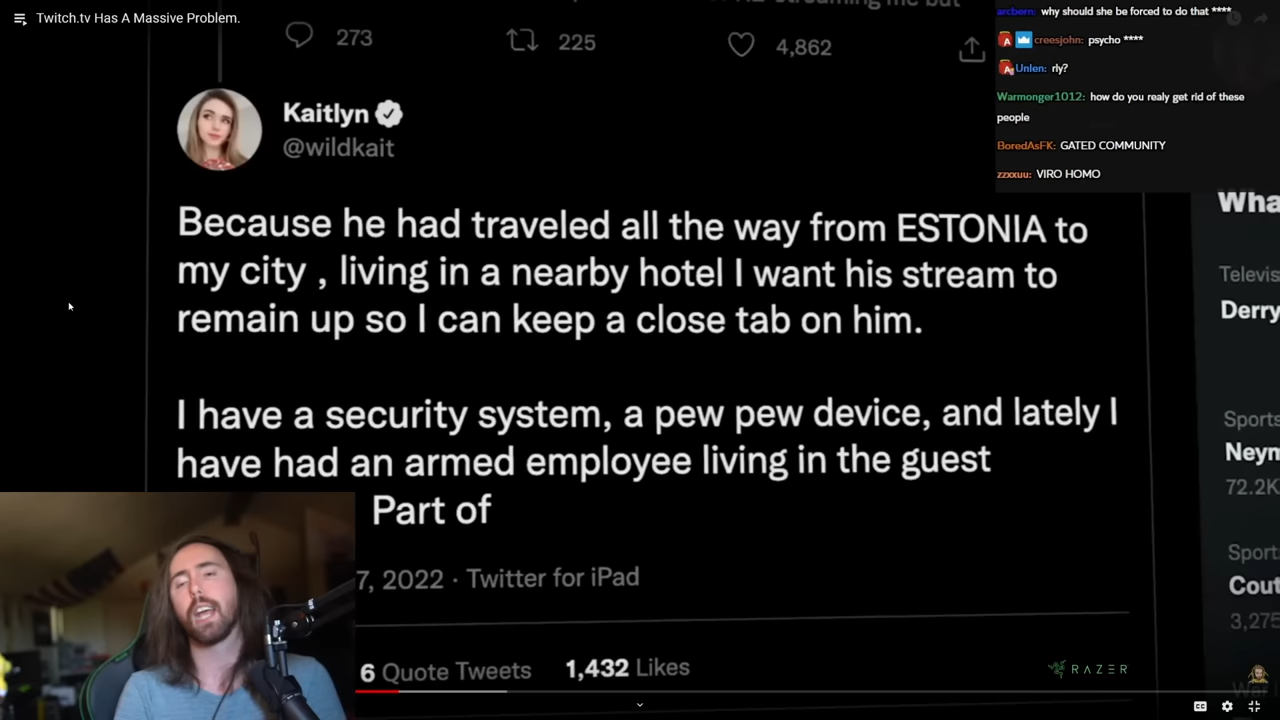 Twitch.tv Has A Massive Problem.
273
225
4,862
Kaitlyn
@wildkait
Because he had traveled all the way from ESTONIA to
my city , living in a nearby hotel I want his stream to
remain up so I can keep a close tab on him.
I have a security system, a pew pew device, and lately I
have had an armed employee living in the guest
Part of
7, 2022 · Twitter for iPad
6 Quote Tweets 1,432 Likes
arcbern: why should she be forced to do that ****
creesjohn: psycho ****
Unlen: rly?
Warmonger1012: how do you realy get rid of these
people
BoredAsFK: GATED COMMUNITY
zzxxuu: VIRO HOMO
Wha
Televis
Derry
Sports
Neym
72.2K
Sport
Cout
3,275
RAZER
CC